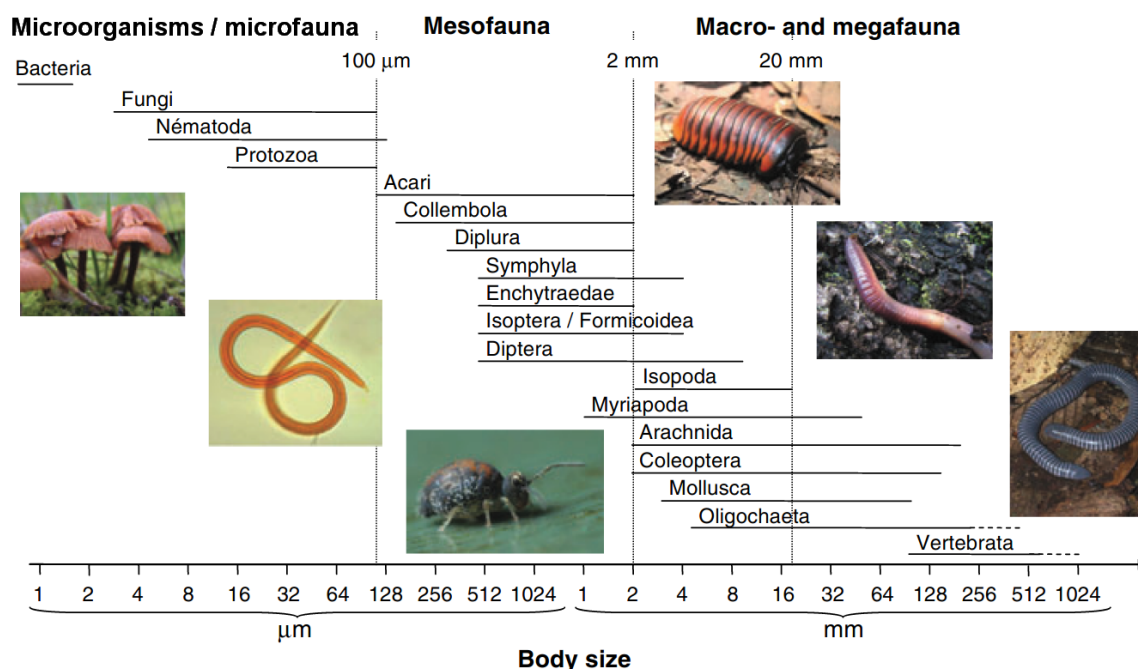 Microorganisms / microfauna
Mesofauna
Macro- and megafauna
100 µm
2 mm
20 mm
Bacteria
Fungi
Nématoda
Protozoa
Acari
Collembola
Diplura
Symphyla
Enchytraedae
Isoptera / Formicoidea
Diptera
Isopoda
Myriapoda
Arachnida
Coleoptera
Mollusca
Oligochaeta
Vertebrata
1 2 4 8 16 32 64 128 256 512 1024 1 2 4 8 16 32 64 128 256 512 1024
µm
mm
Body size